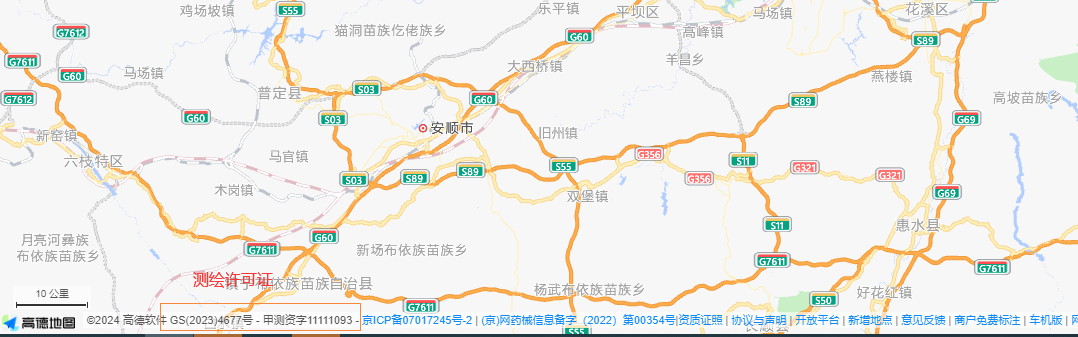 鸡场坡镇
S55
乐平镇
平坝区
马场镇
花溪区
猫洞苗族仡佬族乡
G7612
G60
高峰镇
S89
G7611
羊昌乡
马场镇
G60
大西桥镇
燕楼镇
G7612
普定县
S03
G60
S89
高坡苗族乡
G60
S03
G69
新窑镇
安顺市
旧州镇
六枝特区
马官镇
G356
S11
S55
G321
G321
S89
S89
S03
G356
木岗镇
双堡镇
G69
S11
惠水县
月亮河彝族
布依族苗族乡
G60
G7611
新场布依族苗族乡
G7611
G7611
测绘许可证
镇宁布依族苗族自治县
杨武布依族苗族乡
好花红镇
10 公里
G7611
S50
高德地图
©2024 高德软件 GS(2023)4677号 - 甲测资字11111093 - 京ICP备07017245号-2 | (京)网药械信息备字（2022）第00354号|资质证照 | 协议与声明 | 开放平台 | 新增地点 | 意见反馈 | 商户免费标注 | 车机版 |
S55
长顺县